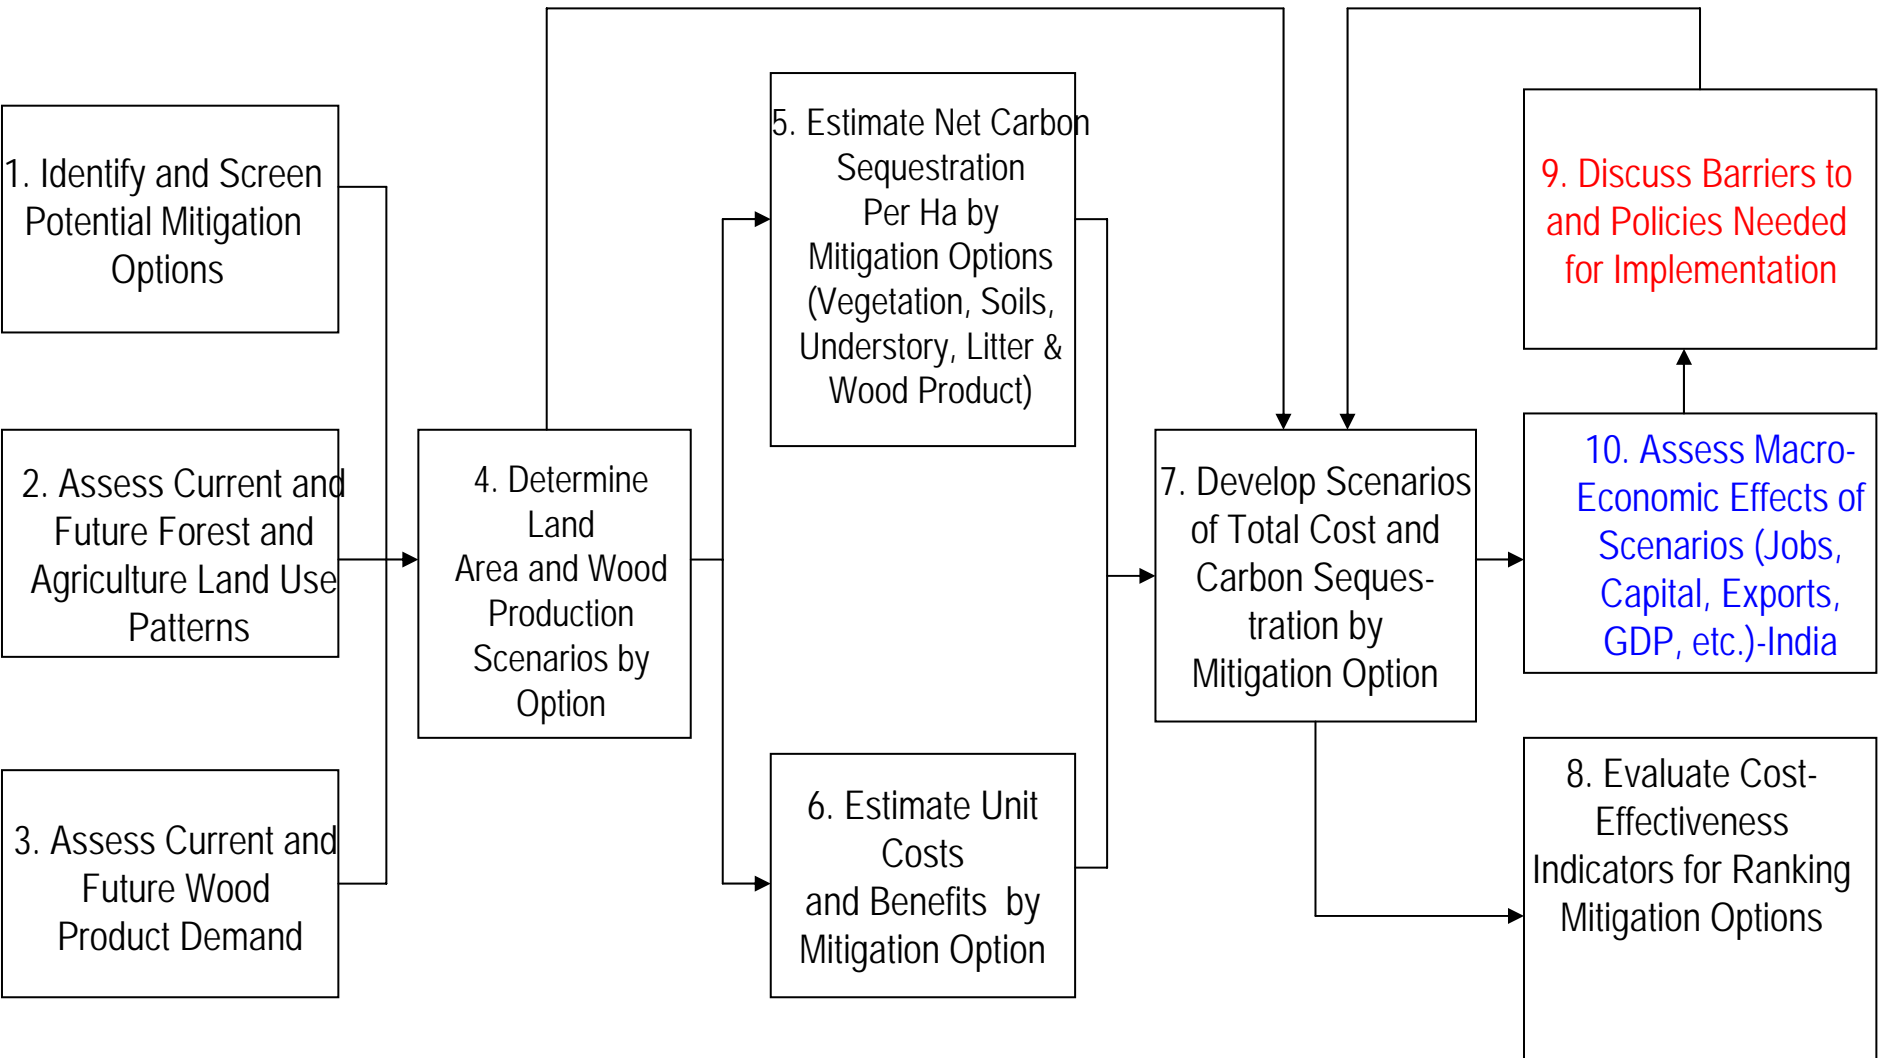 1. Identify and Screen
Potential Mitigation
Options
2. Assess Current and
Future Forest and
Agriculture Land Use
Patterns
3. Assess Current and
Future Wood
Product Demand
4. Determine
Land
Area and Wood
Production
Scenarios by
Option
5. Estimate Net Carbon
Sequestration
Per Ha by
Mitigation Options
(Vegetation, Soils,
Understory, Litter &
Wood Product)
6. Estimate Unit
Costs
and Benefits by
Mitigation Option
7. Develop Scenarios
of Total Cost and
Carbon Seques-
tration by
Mitigation Option
9. Discuss Barriers to
and Policies Needed
for Implementation
10. Assess Macro-
Economic Effects of
Scenarios (Jobs,
Capital, Exports,
GDP, etc.)-India
8. Evaluate Cost-
Effectiveness
Indicators for Ranking
Mitigation Options